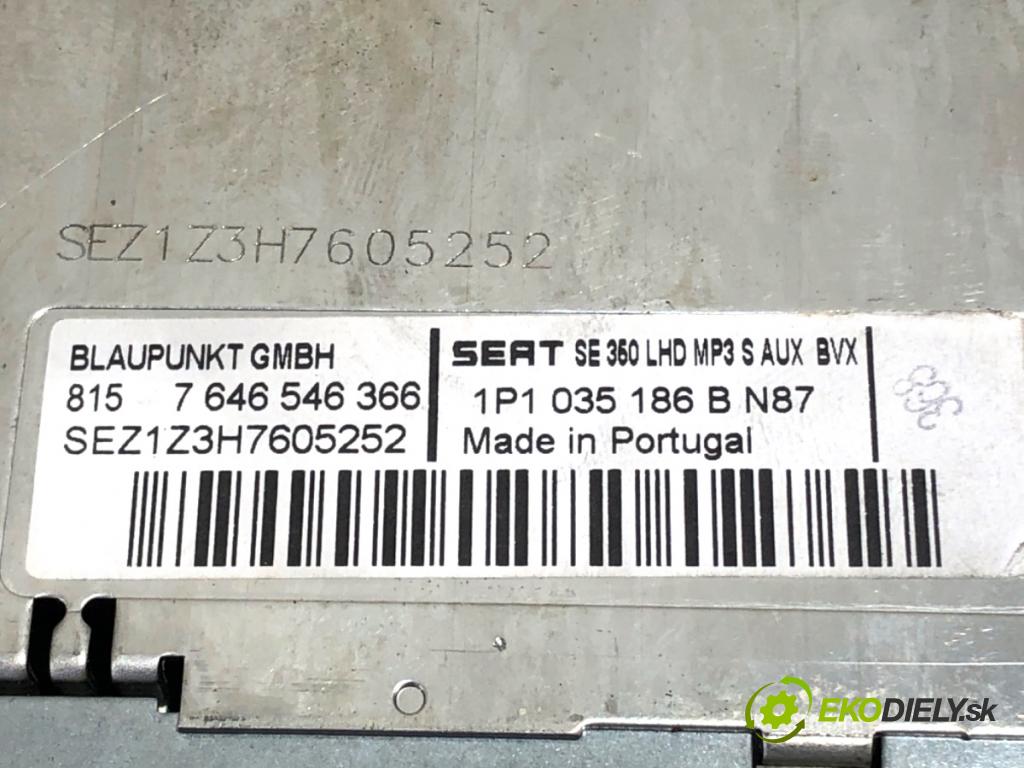 SEZ1Z3H7605252
BLAUPUNKT GMBH
815 7 646 546 366
SEZ1Z3H7605252
SEAT SE 350 LHD MP3 S AUX BVX
1P1 035 186 B N87
Made in Portugal
EKODIELY.sk